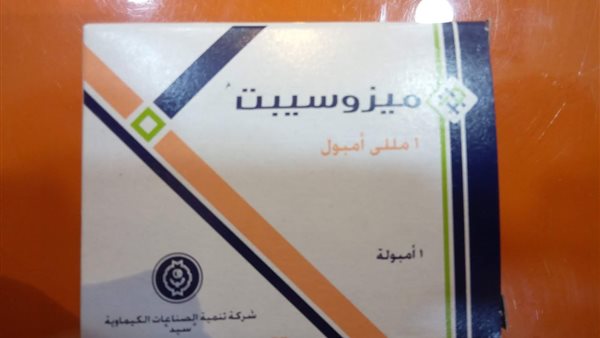 ميزوسيبت
١ مللى أمبول
١ أمبولة
شركة تنمية الصناعات الكيماوية
"سيد"